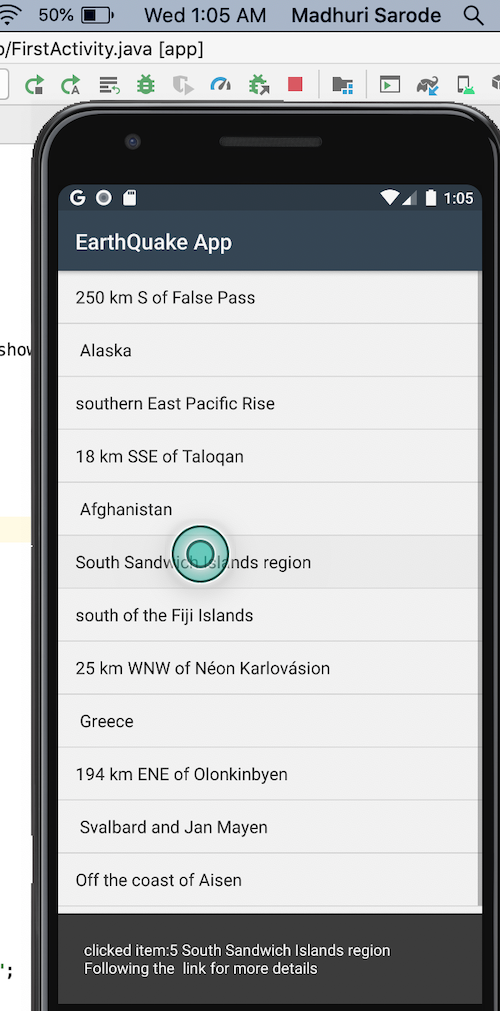 50%
Wed 1:05 AM
Madhuri Sarode
o/FirstActivity.java [app]
G
1:05
EarthQuake App
250 km S of False Pass
show
Alaska
southern East Pacific Rise
18 km SSE of Taloqan
Afghanistan
South Sandwich Islands region
south of the Fiji Islands
25 km WNW of Néon Karlovásion
Greece
194 km ENE of Olonkinbyen
Svalbard and Jan Mayen
Off the coast of Aisen
clicked item:5 South Sandwich Islands region
Following the  link for more details
";